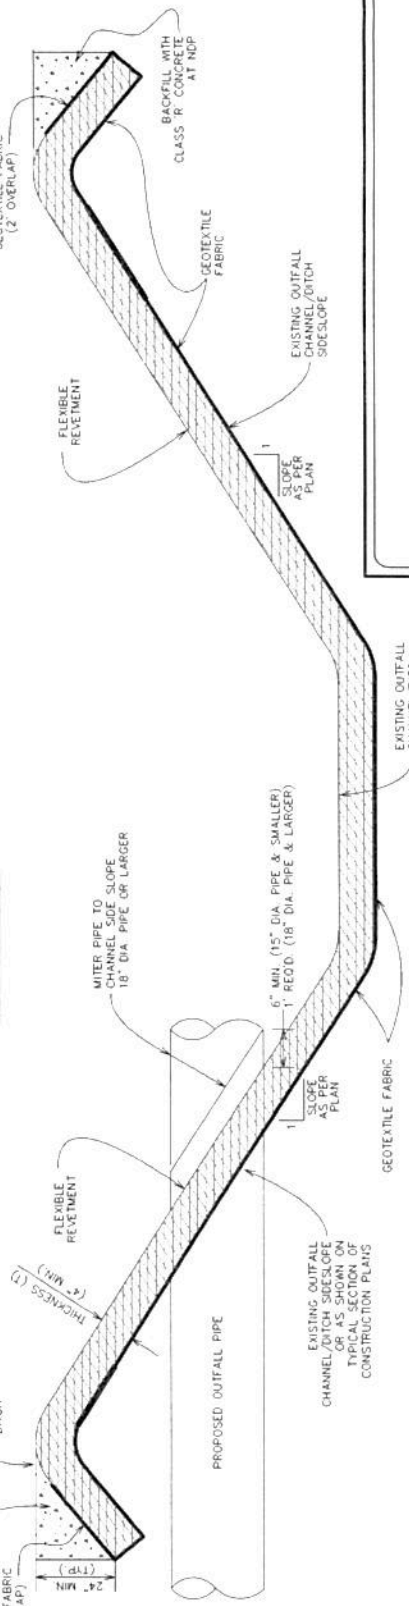 GEOTEXTILE FABRIC
(2' OVERLAP)
BACKFILL WITH
CLASS "R" CONCRETE
AT NDP
GEOTEXTILE
FABRIC
FLEXIBLE
REVETMENT
EXISTING OUTFALL
CHANNEL/DITCH
SIDESLOPE
1
SLOPE
AS PER
PLAN
EXISTING OUTFALL
MITER PIPE TO
CHANNEL SIDE SLOPE
18" DIA PIPE OR LARGER
6" MIN. (15" DIA. PIPE & SMALLER)
1' REQ'D. (18" DIA. PIPE & LARGER)
GEOTEXTILE FABRIC
1
SLOPE
AS PER
PLAN
FLEXIBLE
REVETMENT
THICKNESS (T)
(4" MIN.)
EXISTING OUTFALL
CHANNEL/DITCH SIDESLOPE
OR AS SHOWN ON
TYPICAL SECTION OF
CONSTRUCTION PLANS
PROPOSED OUTFALL PIPE
24" MIN
(TYP.)
FABRIC